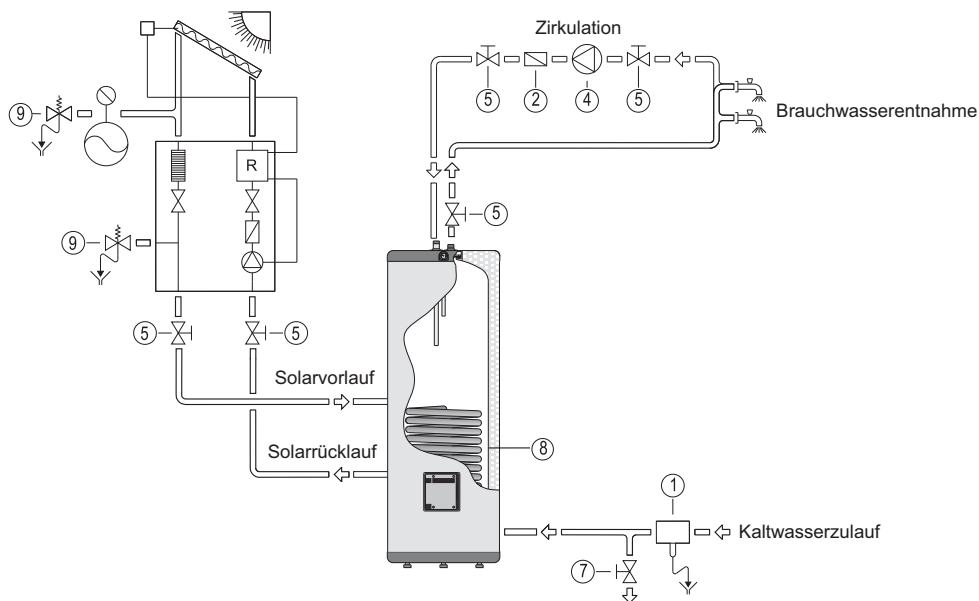 Zirkulation
5
2
4
5
Brauchwasserentnahme
9
R
5
9
5
5
Solarvorlauf
Solarrücklauf
8
1
Kaltwasserzulauf
7